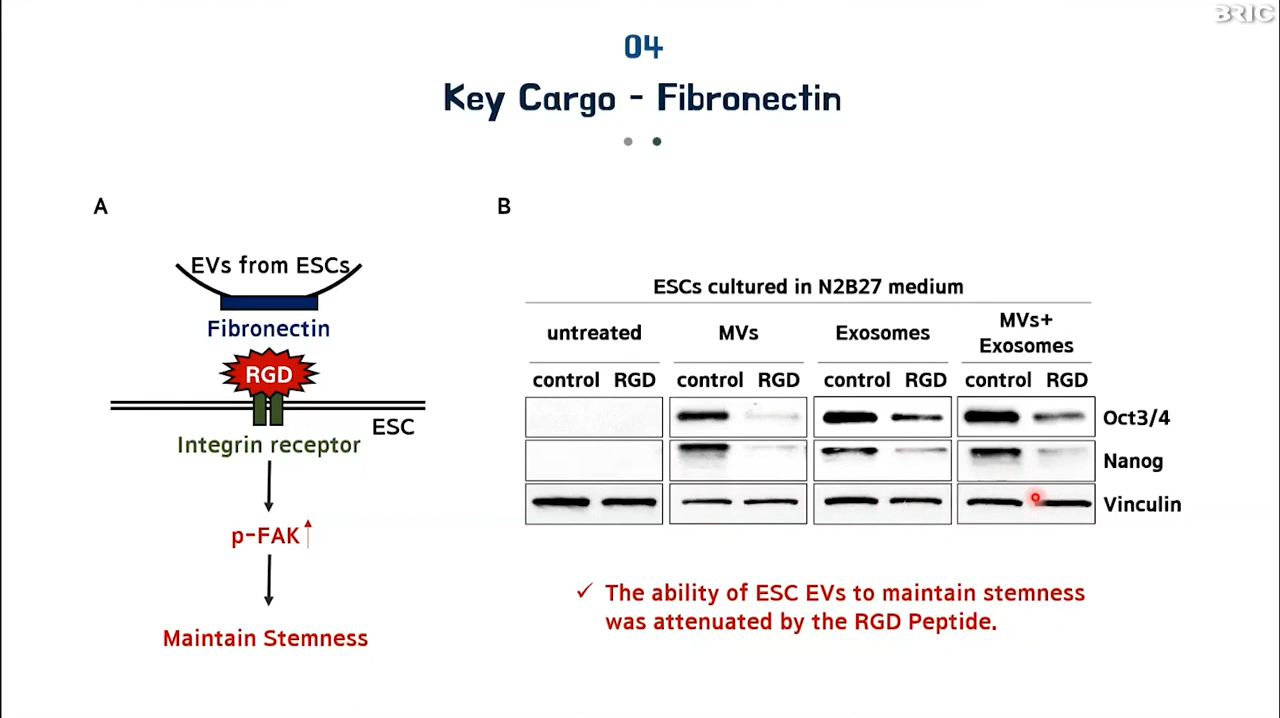 BRIC
04
Key Cargo - Fibronectin
A
EVs from ESCs
Fibronectin
RGD
ESC
Integrin receptor
p-FAK
Maintain Stemness
B
ESCs cultured in N2B27 medium
untreated MVs Exosomes MVs+
Exosomes
control RGD control RGD control RGD control RGD
Oct3/4
Nanog
Vinculin
✓ The ability of ESC EVs to maintain stemness
was attenuated by the RGD Peptide.